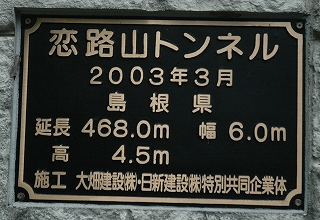 恋路山トンネル
2003年3月
島根県
延長 468.0m 幅 6.0m
高 4.5m
施工 大畑建設㈱・日新建設㈱特別共同企業体